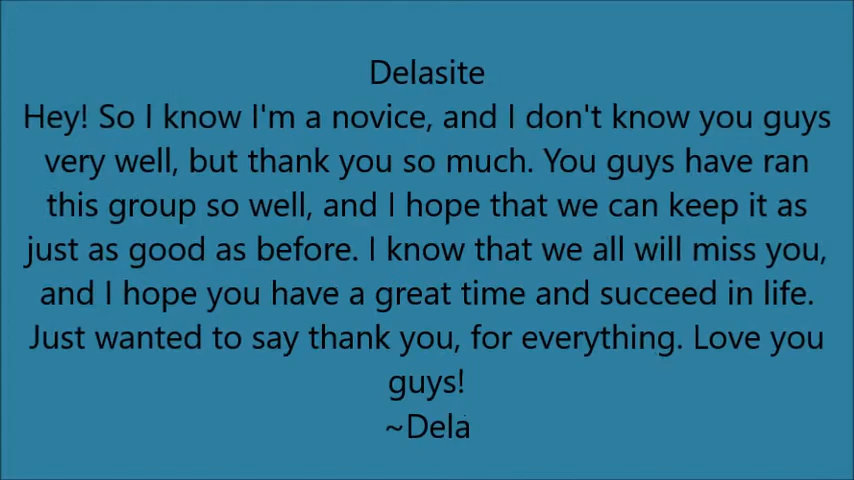 Delasite
Hey! So I know I'm a novice, and I don't know you guys
very well, but thank you so much. You guys have ran
this group so well, and I hope that we can keep it as
just as good as before. I know that we all will miss you,
and I hope you have a great time and succeed in life.
Just wanted to say thank you, for everything. Love you
guys!
~Dela